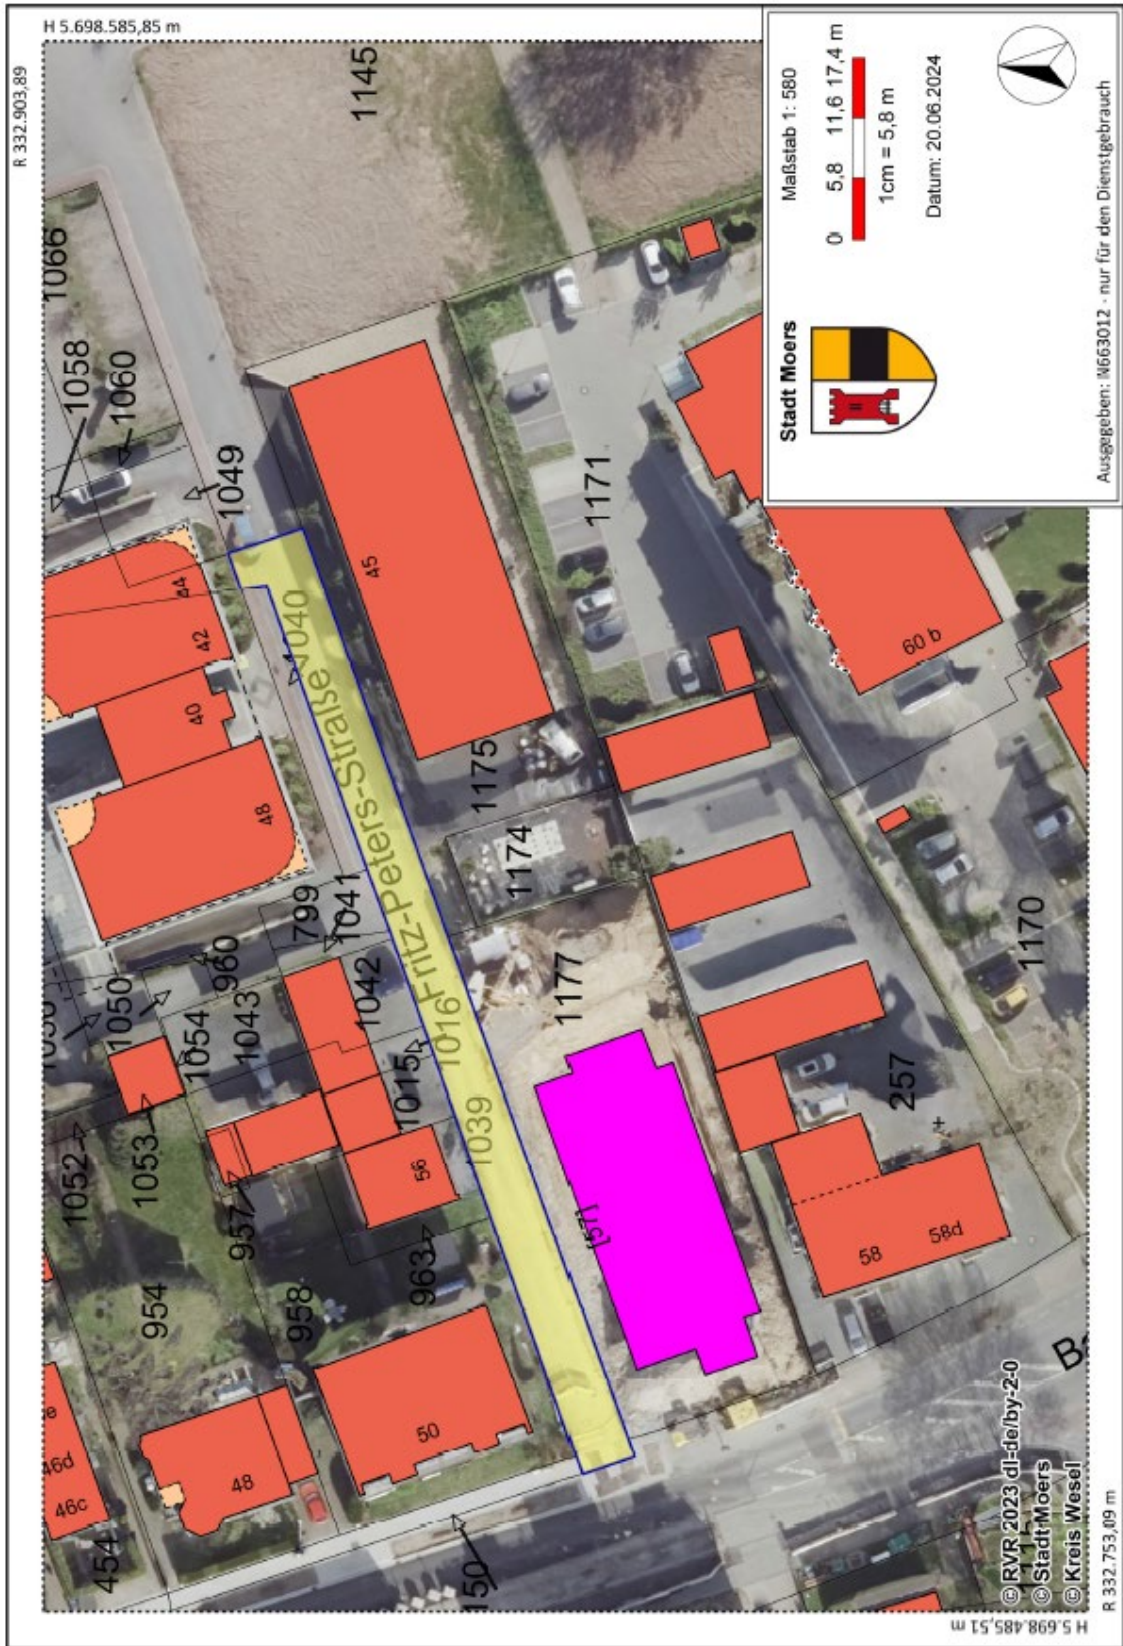 H 5.698.585,85 m
R 332.903,89
1145
1066
1058
1060
1049
44
42
40
48
45
1040
Fritz-Peters-Straße
1171
60 b
1175
1174
799
1041
960
1050
1054
1043
1042
1016
1015
1039
1177
1170
257
1052
1053
957
56
963
[57]
58
58d
954
958
50
48
46d
46c
454
150
Stadt Moers
Maßstab 1: 580
0 5,8 11,6 17,4 m
1cm = 5,8 m
Datum: 20.06.2024
Ausgegeben: W663012 - nur für den Dienstgebrauch
© RVR 2023 dl-de/by-2-0
© Stadt Moers
© Kreis Wesel
R 332.753,09 m
H 5.698.485,51 m